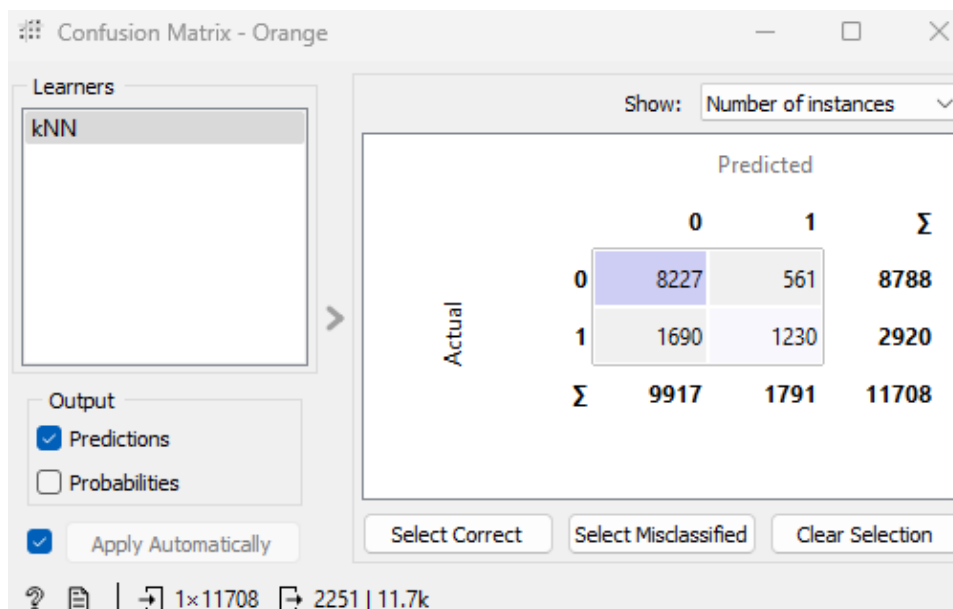 Confusion Matrix - Orange
Learners
kNN
Show: Number of instances
Predicted
0 1 Σ
0 8227 561 8788
Actual
1 1690 1230 2920
Σ 9917 1791 11708
Output
Predictions
Probabilities
Apply Automatically
Select Correct Select Misclassified Clear Selection
? 1×11708 2251 | 11.7k